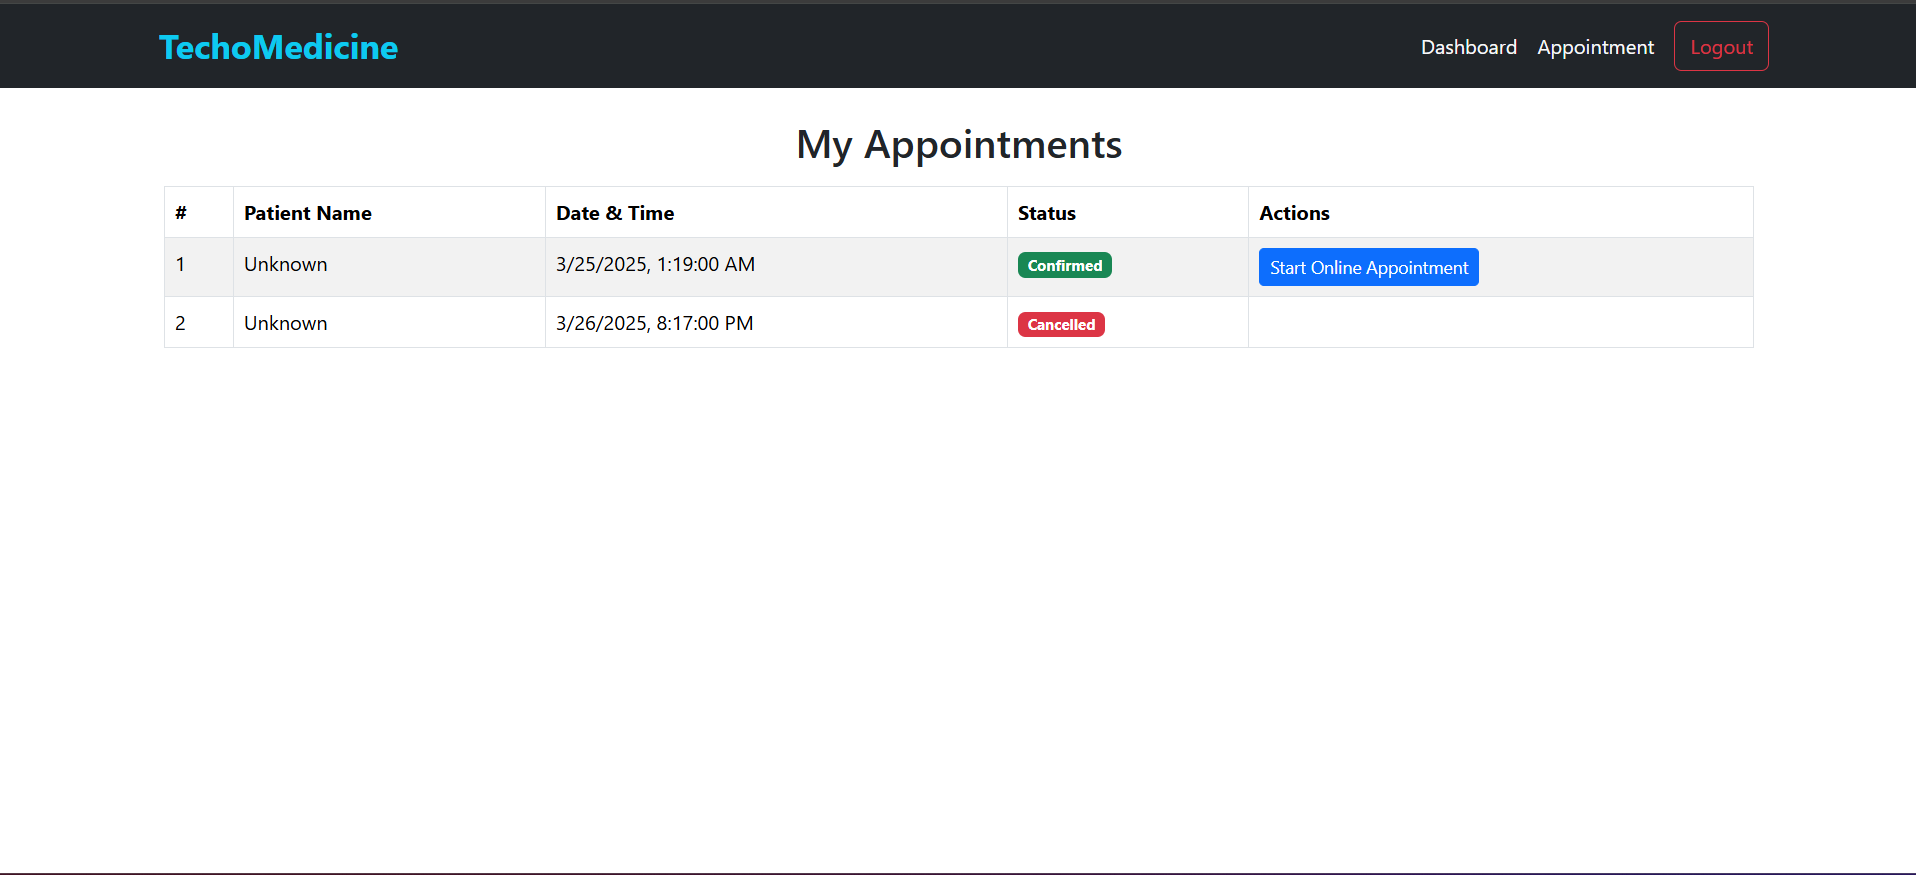 TechoMedicine Dashboard Appointment Logout
My Appointments
# Patient Name Date & Time Status Actions
1 Unknown 3/25/2025, 1:19:00 AM Confirmed Start Online Appointment
2 Unknown 3/26/2025, 8:17:00 PM Cancelled